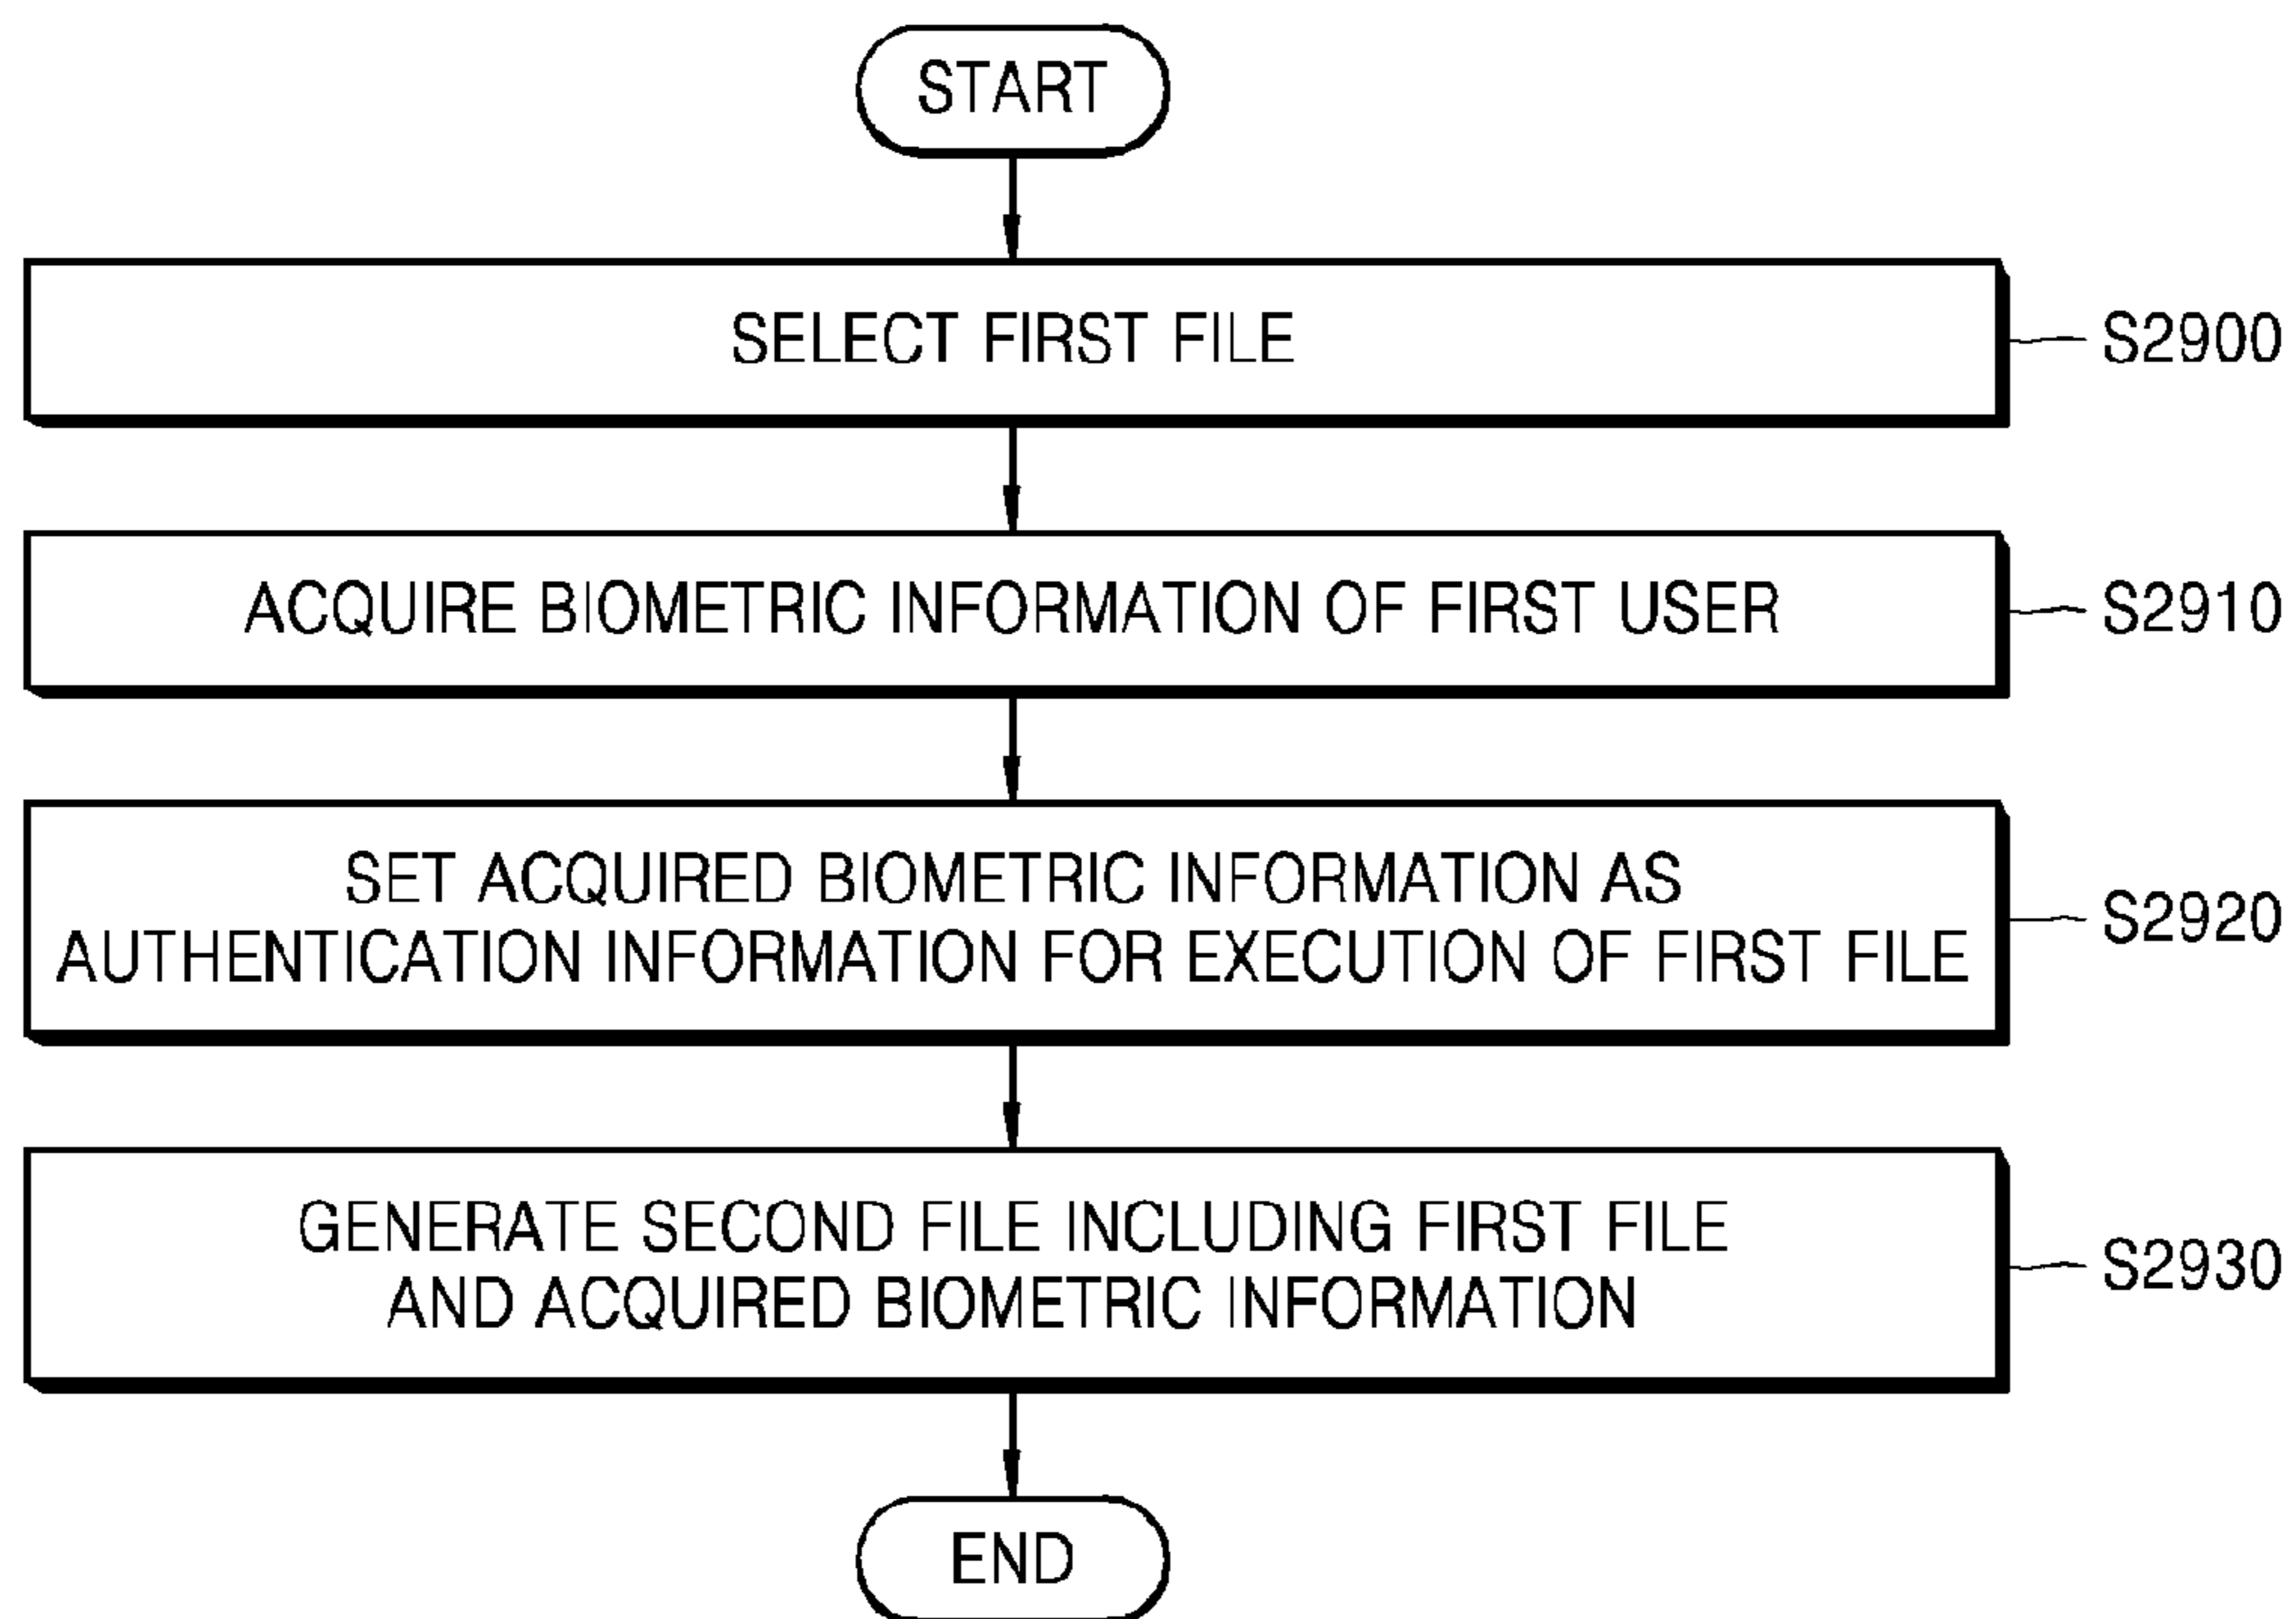 START
SELECT FIRST FILE
S2900
ACQUIRE BIOMETRIC INFORMATION OF FIRST USER
S2910
SET ACQUIRED BIOMETRIC INFORMATION AS
AUTHENTICATION INFORMATION FOR EXECUTION OF FIRST FILE
S2920
GENERATE SECOND FILE INCLUDING FIRST FILE
AND ACQUIRED BIOMETRIC INFORMATION
S2930
END